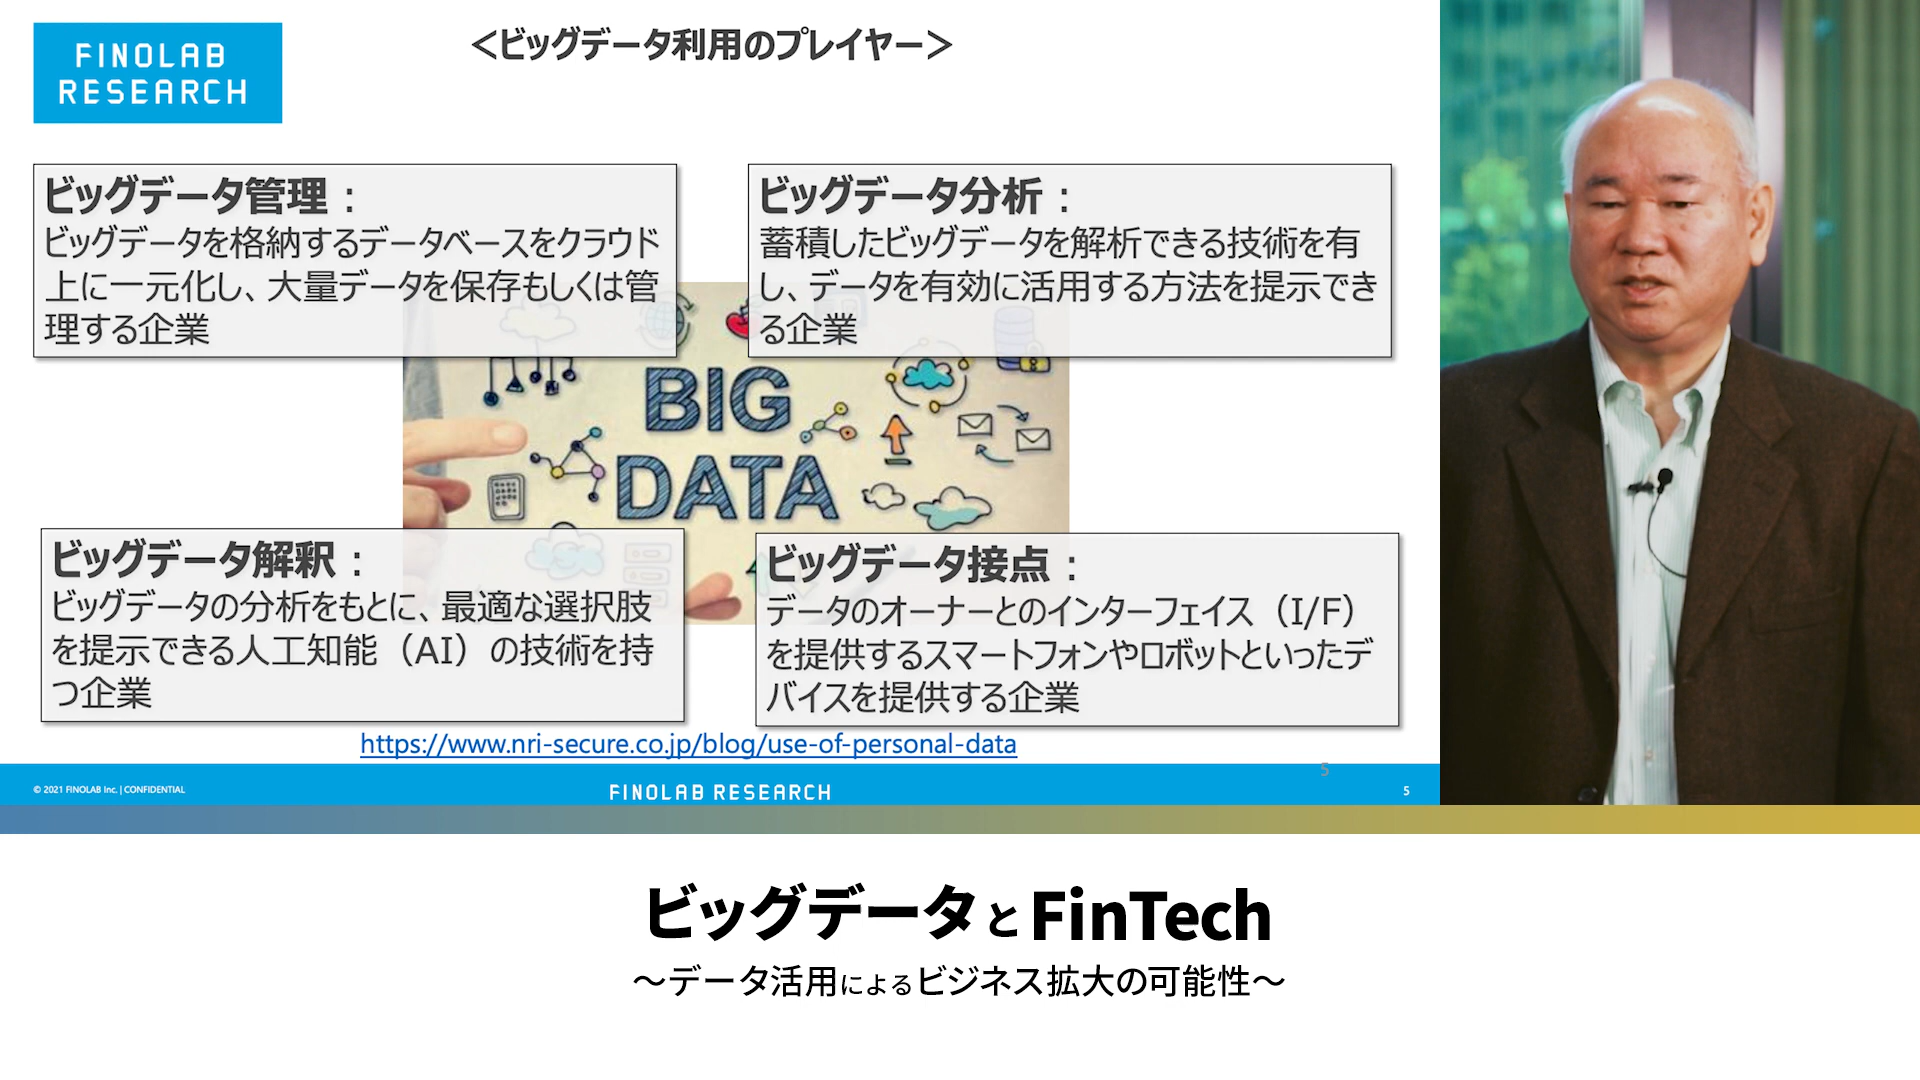 FINOLAB
RESEARCH
＜ビッグデータ利用のプレイヤー＞
ビッグデータ管理：
ビッグデータを格納するデータベースをクラウド
上に一元化し、大量データを保存もしくは管
理する企業
ビッグデータ分析：
蓄積したビッグデータを解析できる技術を有
し、データを有効に活用する方法を提示でき
る企業
BIG
DATA
ビッグデータ解釈：
ビッグデータの分析をもとに、最適な選択肢
を提示できる人工知能（AI）の技術を持
つ企業
ビッグデータ接点：
データのオーナーとのインターフェイス（I/F）
を提供するスマートフォンやロボットといったデ
バイスを提供する企業
https://www.nri-secure.co.jp/blog/use-of-personal-data
5
© 2021 FINOLAB Inc. | CONFIDENTIAL
FINOLAB RESEARCH
5
ビッグデータとFinTech
～データ活用によるビジネス拡大の可能性～